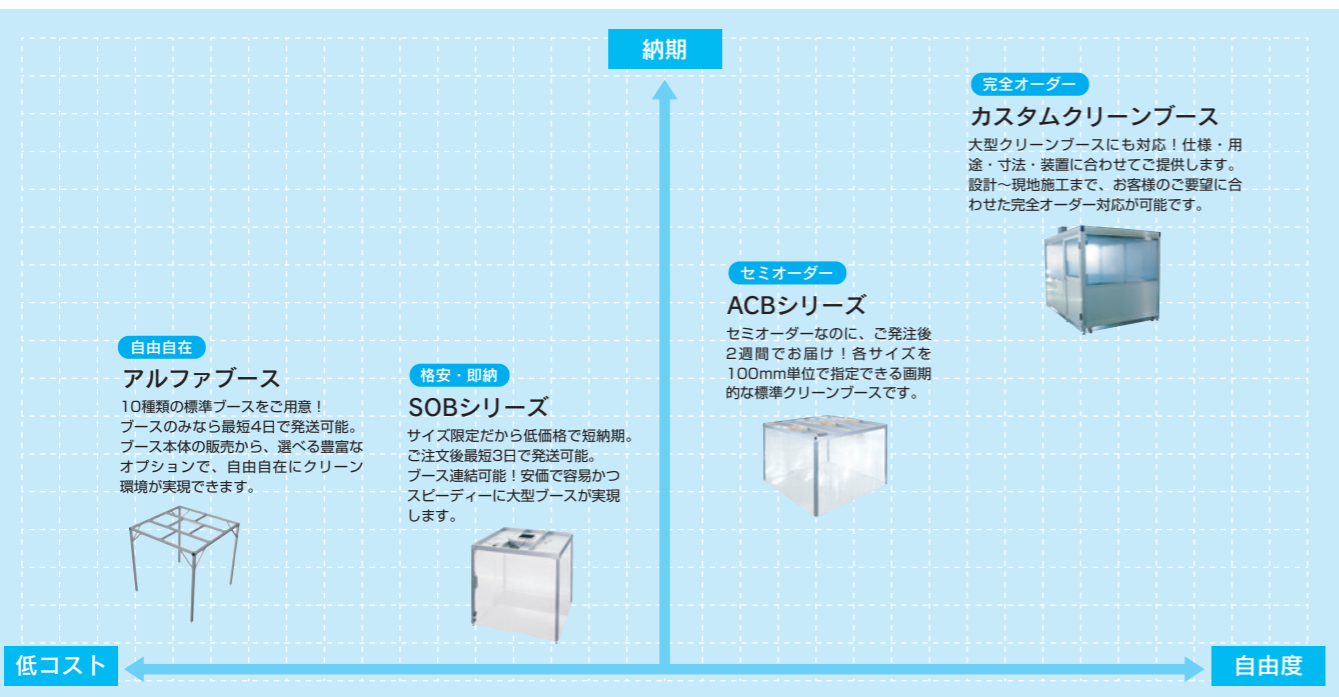 納期
完全オーダー
カスタムクリーンブース
大型クリーンブースにも対応！仕様・用
途・寸法・装置に合わせてご提供します。
設計〜現地施工まで、お客様のご要望に合
わせた完全オーダー対応が可能です。
セミオーダー
ACBシリーズ
セミオーダーなのに、ご発注後
2週間でお届け！各サイズを
100mm単位で指定できる画期
的な標準クリーンブースです。
自由自在
アルファブース
10種類の標準ブースをご用意！
ブースのみなら最短4日で発送可能。
ブース本体の販売から、選べる豊富な
オプションで、自由自在にクリーン
環境が実現できます。
格安・即納
SOBシリーズ
サイズ限定だから低価格で短納期。
ご注文後最短3日で発送可能。
ブース連結可能！安価で容易かつ
スピーディーに大型ブースが実現
します。
低コスト
自由度